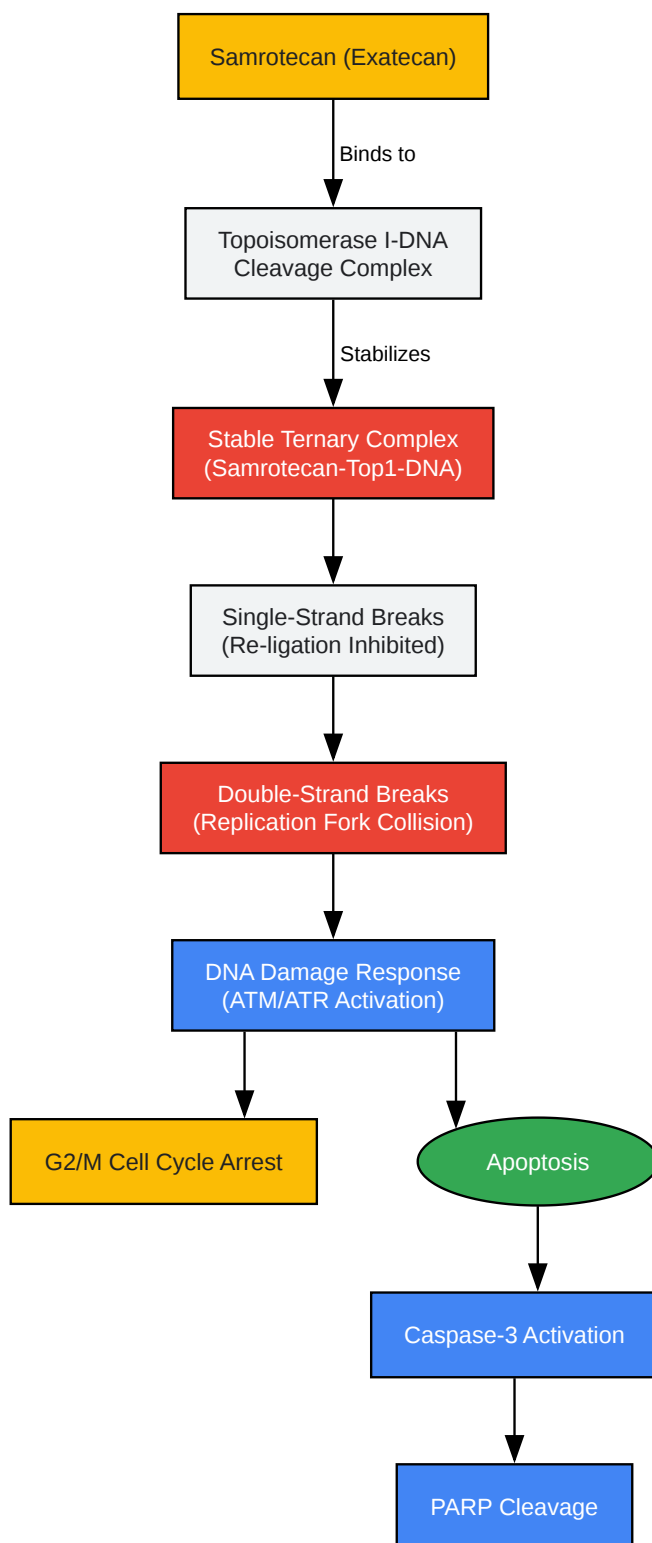 Samrotecan (Exatecan)
Binds to
Topoisomerase I-DNA
Cleavage Complex
Stabilizes
Stable Ternary Complex
(Samrotecan-Top1-DNA)
Single-Strand Breaks
(Re-ligation Inhibited)
Double-Strand Breaks
(Replication Fork Collision)
DNA Damage Response
(ATM/ATR Activation)
G2/M Cell Cycle Arrest
Apoptosis
Caspase-3 Activation
PARP Cleavage